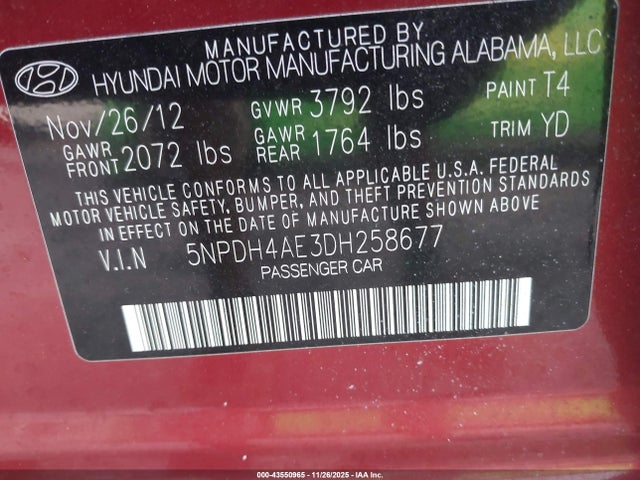 MANUFACTURED BY
HYUNDAI MOTOR MANUFACTURING ALABAMA, LLC
Nov/26/12 GVWR 3792 lbs PAINT T4
GAWR FRONT 2072 lbs GAWR REAR 1764 lbs TRIM YD
THIS VEHICLE CONFORMS TO ALL APPLICABLE U.S.A. FEDERAL
MOTOR VEHICLE SAFETY, BUMPER, AND THEFT PREVENTION STANDARDS
IN EFFECT ON THE DATE OF MANUFACTURE SHOWN ABOVE
V.I.N 5NPDH4AE3DH258677
PASSENGER CAR
000-43550965 - 11/26/2025 - IAA Inc.